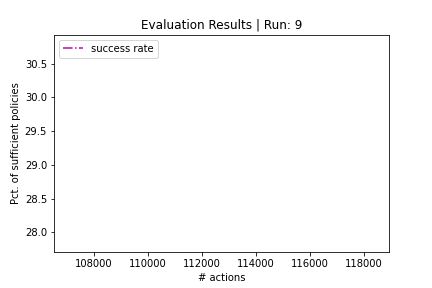 Evaluation Results | Run: 9
success rate
Pct. of sufficient policies
30.5
30.0
29.5
29.0
28.5
28.0
108000 110000 112000 114000 116000 118000
# actions